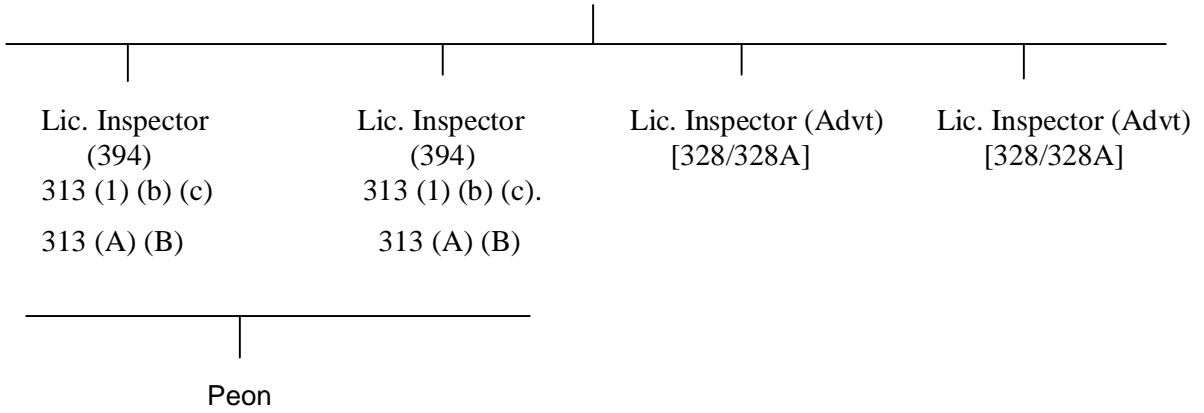 Lic. Inspector Lic. Inspector Lic. Inspector (Advt) Lic. Inspector (Advt)
(394) (394) [328/328A] [328/328A]
313 (1) (b) (c) 313 (1) (b) (c).
313 (A) (B) 313 (A) (B)
Peon